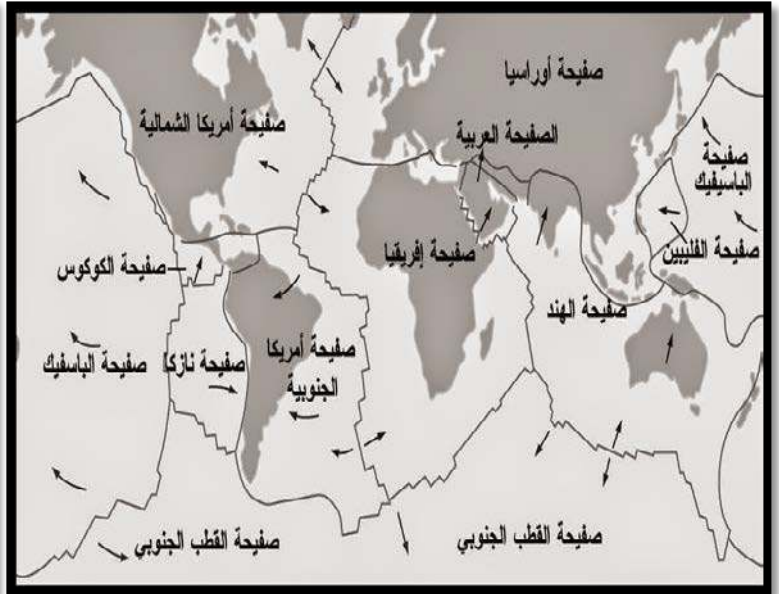 صفيحة أوراسيا
صفيحة أمريكا الشمالية
الصفيحة العربية
صفيحة
الباسيفيك
صفيحة الفليبين
صفيحة إفريقيا
صفيحة الكوكوس
صفيحة الهند
صفيحة أمريكا
الجنوبية
صفيحة نازكا
صفيحة الباسفيك
صفيحة القطب الجنوبي
صفيحة القطب الجنوبي